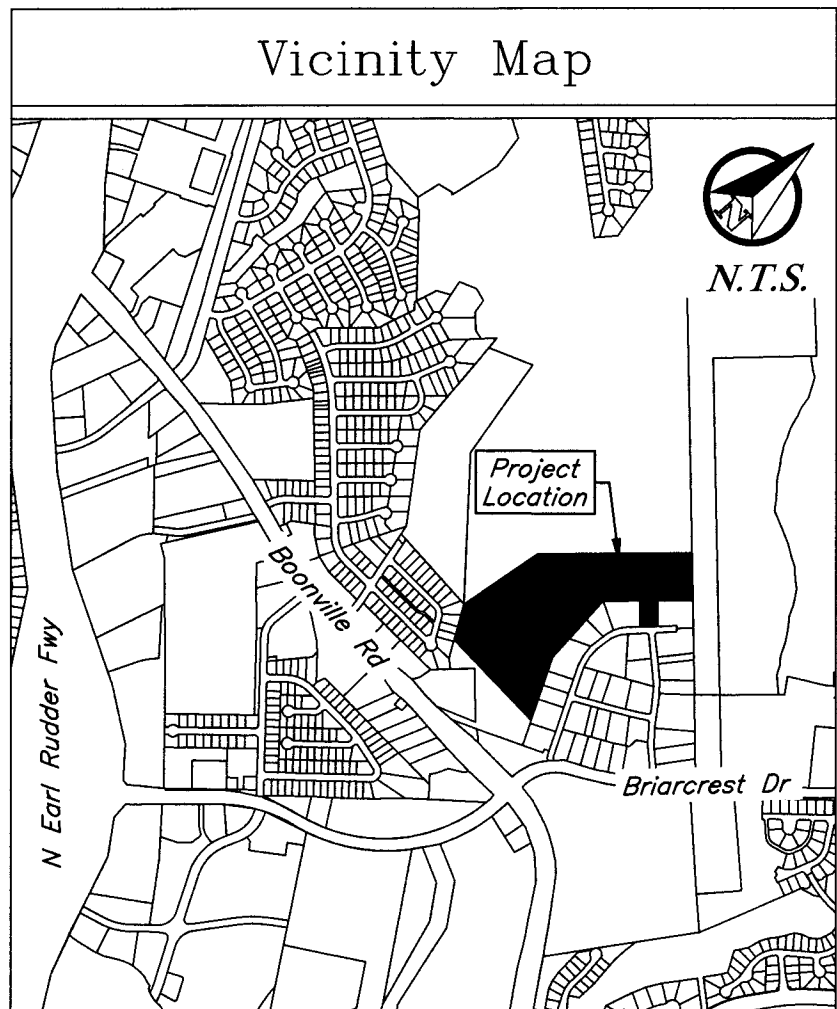 Vicinity Map
N
N.T.S.
Project
Location
Boonville Rd
N Earl Rudder Fwy
Briarcrest Dr